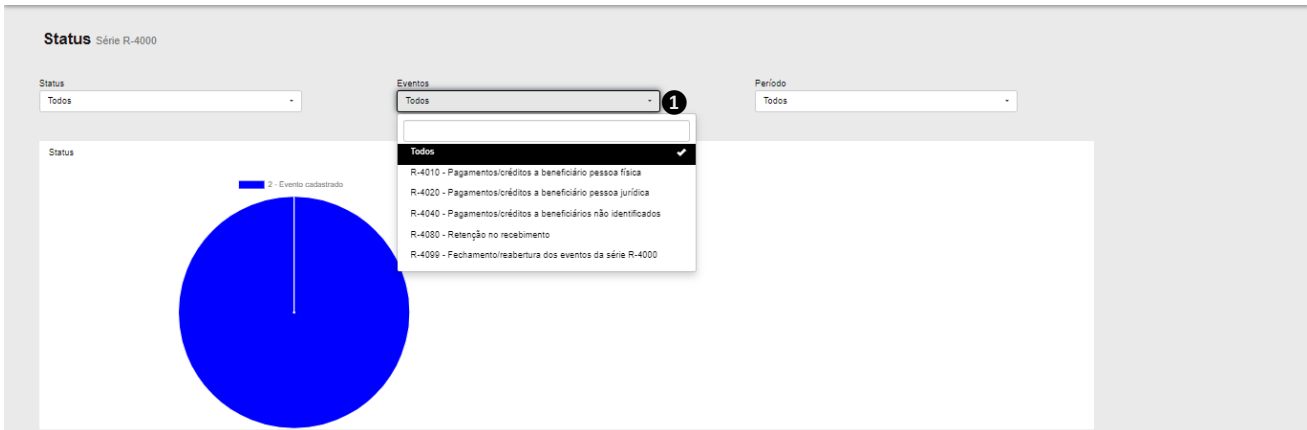 Status Série R-4000
Status
Todos
Eventos
Todos
1
Período
Todos
Todos
R-4010 - Pagamentos/créditos a beneficiário pessoa física
R-4020 - Pagamentos/créditos a beneficiário pessoa jurídica
R-4040 - Pagamentos/créditos a beneficiários não identificados
R-4080 - Retenção no recebimento
R-4099 - Fechamento/reabertura dos eventos da série R-4000
Status
2 - Evento cadastrado